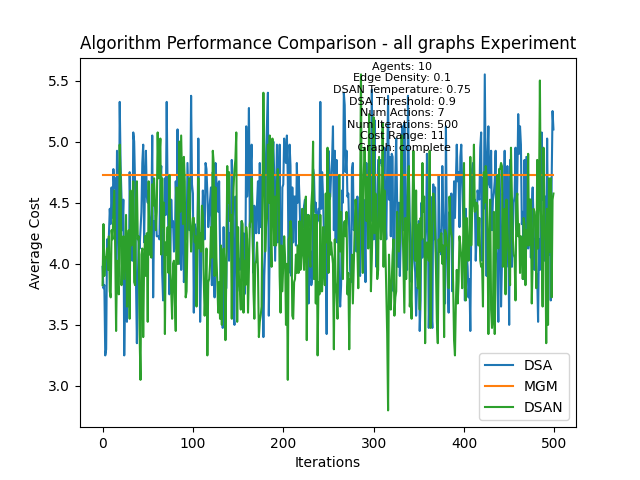 Algorithm Performance Comparison - all graphs Experiment
Agents: 10
Edge Density: 0.1
DSAN Temperature: 0.75
DSA Threshold: 0.9
Num Actions: 7
Num Iterations: 500
Cost Range: 11
Graph: complete
Average Cost
5.5
5.0
4.5
4.0
3.5
3.0
0
100
200
300
400
500
Iterations
DSA
MGM
DSAN